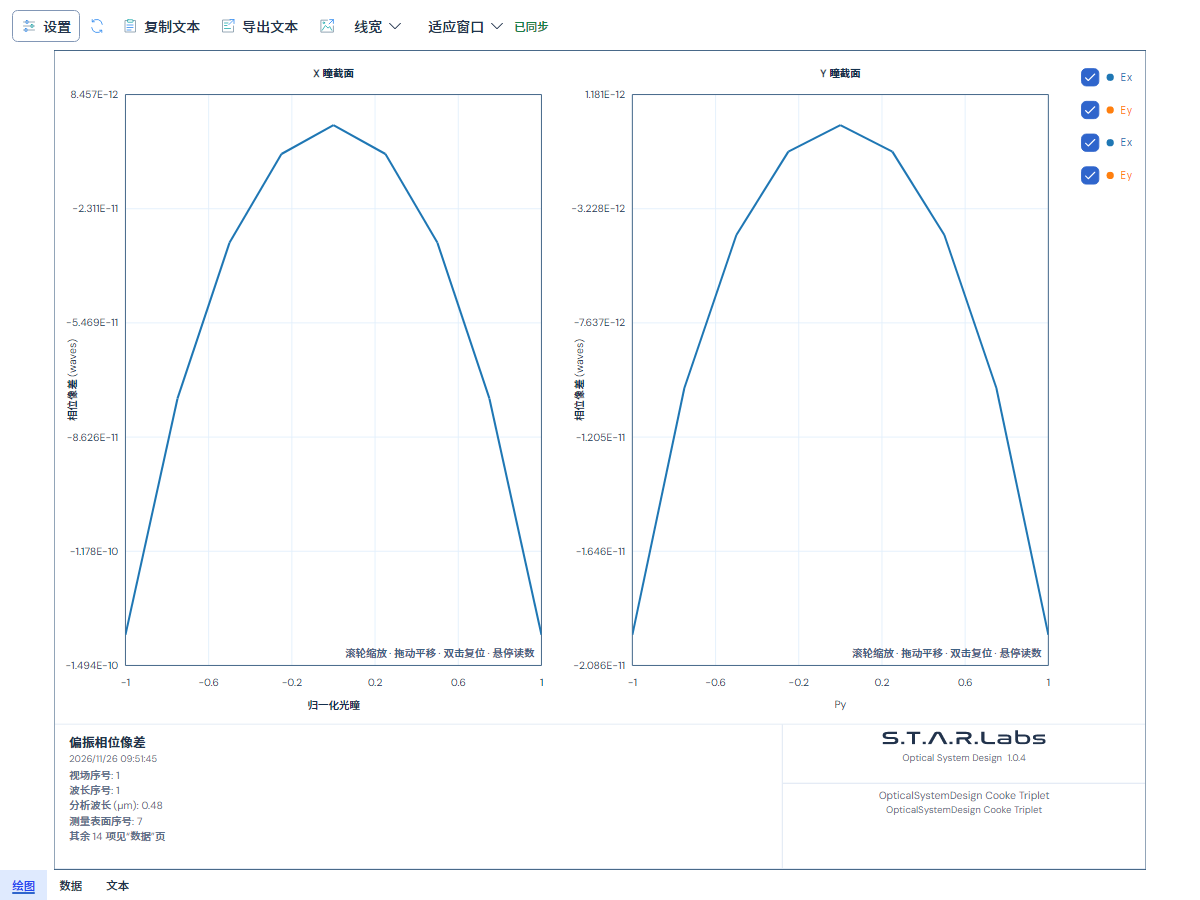 设置 复制文本 导出文本 线宽 适应窗口 已同步
X 瞳截面
8.457E-12
-2.311E-11
-5.469E-11
-8.626E-11
-1.178E-10
-1.494E-10
相位像差 (waves)
滚轮缩放 · 拖动平移 · 双击复位 · 悬停读数
-1 -0.6 -0.2 0.2 0.6 1
归一化光瞳
Y 瞳截面
1.181E-12
-3.228E-12
-7.637E-12
-1.205E-11
-1.646E-11
-2.086E-11
相位像差 (waves)
滚轮缩放 · 拖动平移 · 双击复位 · 悬停读数
-1 -0.6 -0.2 0.2 0.6 1
Py
Ex
Ey
Ex
Ey
偏振相位像差
2026/11/26 09:51:45
视场序号: 1
波长序号: 1
分析波长 (μm): 0.48
测量表面序号: 7
其余 14 项见“数据”页
S.T.A.R.Labs
Optical System Design 1.0.4
OpticalSystemDesign Cooke Triplet
OpticalSystemDesign Cooke Triplet
绘图 数据 文本